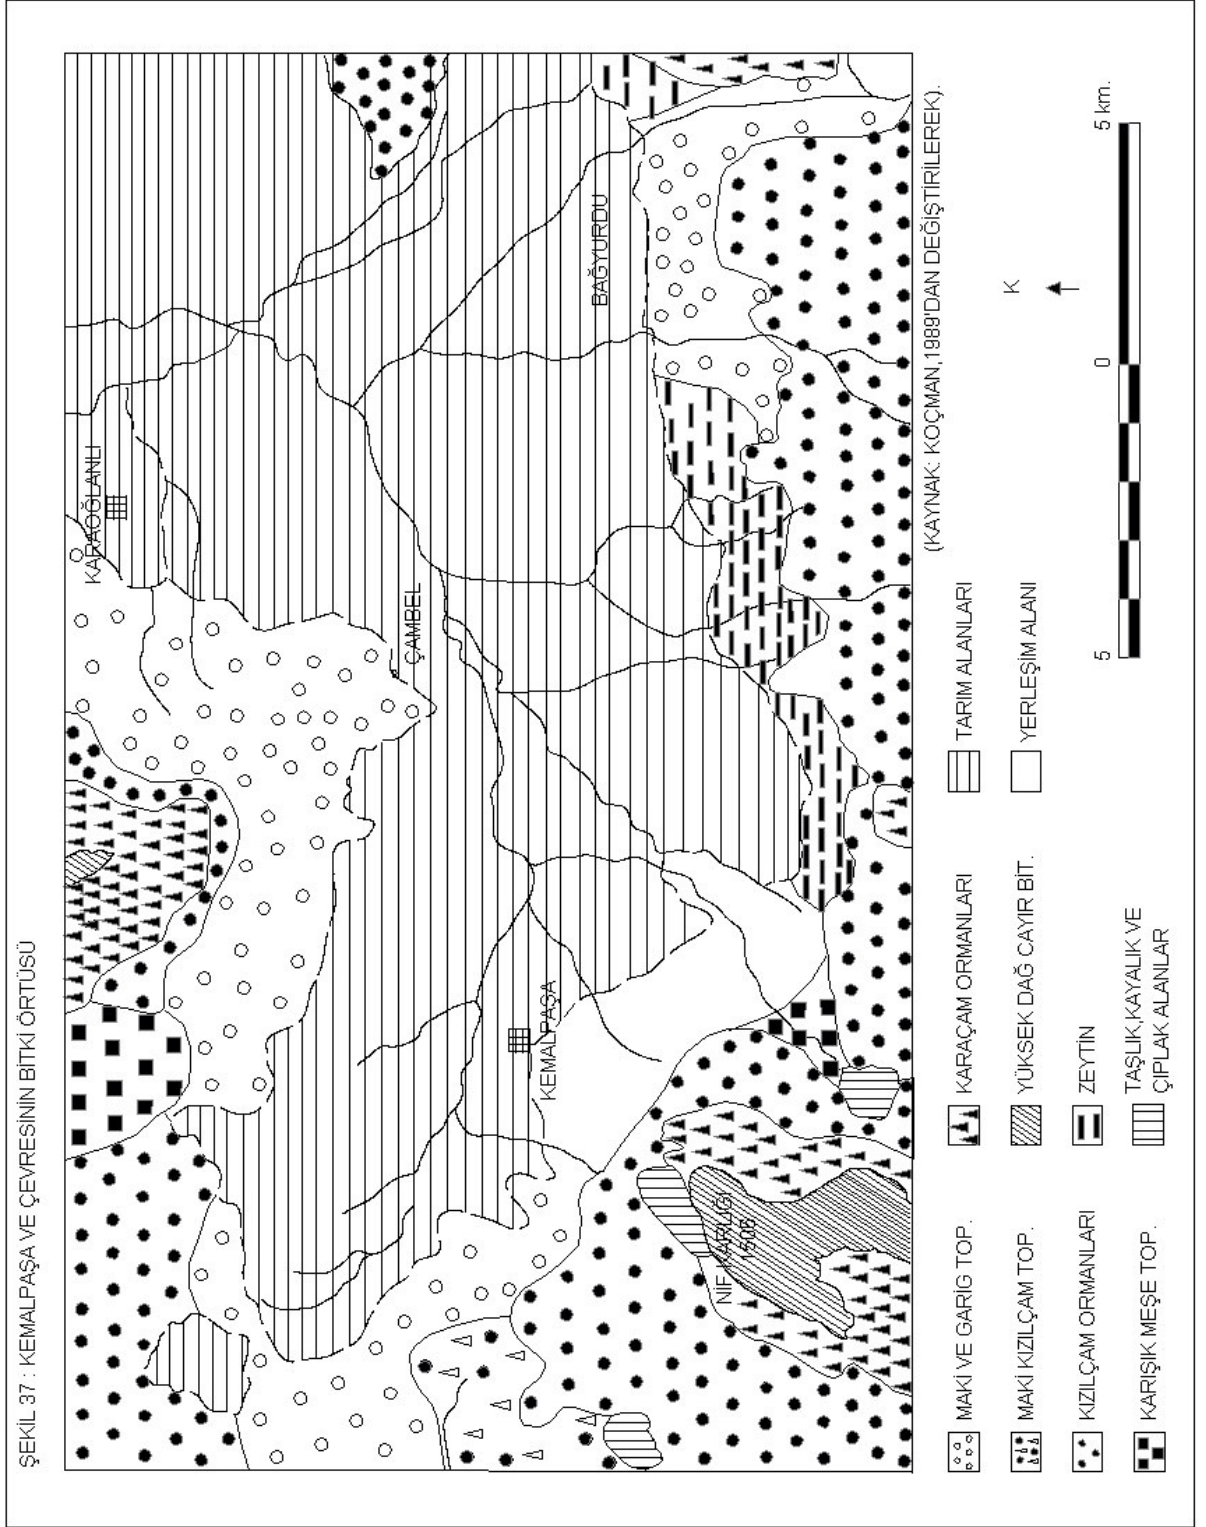 ŞEKİL 37 : KEMALPAŞA VE ÇEVRESİNİN BİTKİ ÖRTÜSÜ
KARAOĞLANLI
ÇAMBEL
BAĞYURDU
KEMALPAŞA
NİF KARLIĞI
1506
(KAYNAK: KOÇMAN,1989'DAN DEĞİŞTİRİLEREK).
MAKİ VE GARİG TOP.
MAKİ KIZILÇAM TOP.
KIZILÇAM ORMANLARI
KARIŞIK MEŞE TOP.
KARAÇAM ORMANLARI
YÜKSEK DAĞ ÇAYIR BİT.
ZEYTİN
TAŞLIK,KAYALIK VE
ÇIPLAK ALANLAR
TARIM ALANLARI
YERLEŞİM ALANI
K
5 0 5 km.